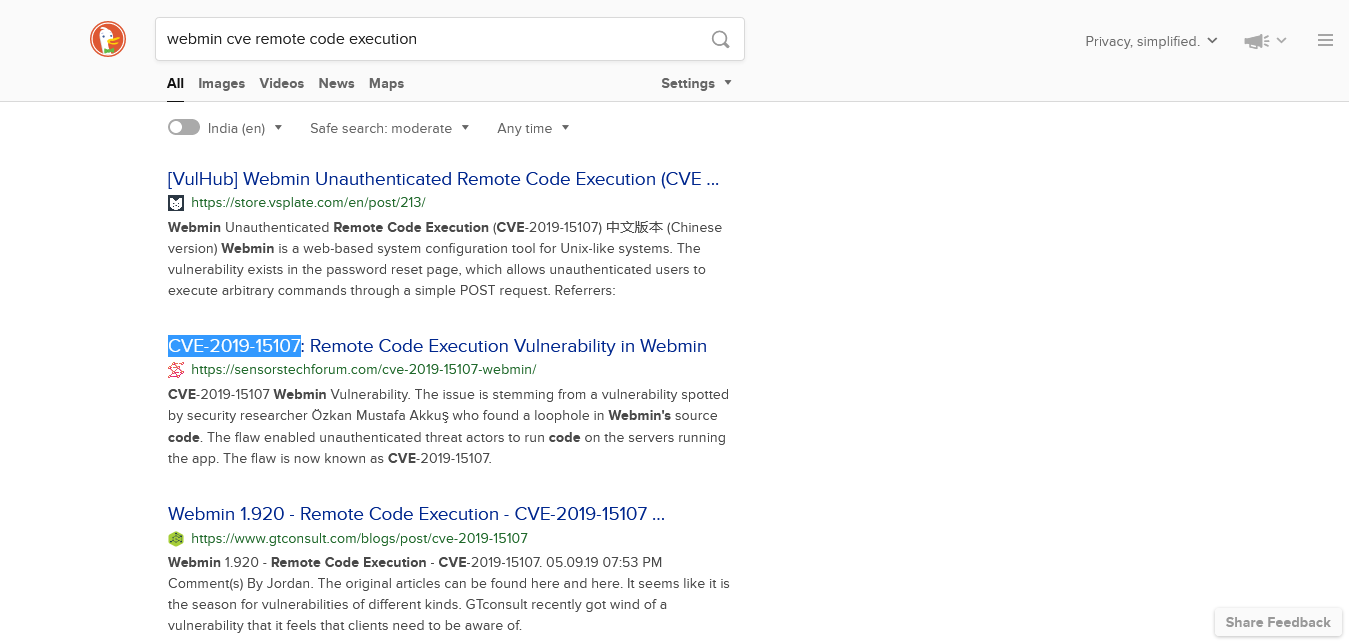 webmin cve remote code execution
Privacy, simplified.
All Images Videos News Maps Settings
India (en) Safe search: moderate Any time
[VulHub] Webmin Unauthenticated Remote Code Execution (CVE ...
https://store.vsplate.com/en/post/213/
Webmin Unauthenticated Remote Code Execution (CVE-2019-15107) 中文版本 (Chinese
version) Webmin is a web-based system configuration tool for Unix-like systems. The
vulnerability exists in the password reset page, which allows unauthenticated users to
execute arbitrary commands through a simple POST request. Referrers:
CVE-2019-15107: Remote Code Execution Vulnerability in Webmin
https://sensorstechforum.com/cve-2019-15107-webmin/
CVE-2019-15107 Webmin Vulnerability. The issue is stemming from a vulnerability spotted
by security researcher Özkan Mustafa Akkuş who found a loophole in Webmin's source
code. The flaw enabled unauthenticated threat actors to run code on the servers running
the app. The flaw is now known as CVE-2019-15107.
Webmin 1.920 - Remote Code Execution - CVE-2019-15107 ...
https://www.gtconsult.com/blogs/post/cve-2019-15107
Webmin 1.920 - Remote Code Execution - CVE-2019-15107. 05.09.19 07:53 PM
Comment(s) By Jordan. The original articles can be found here and here. It seems like it is
the season for vulnerabilities of different kinds. GTconsult recently got wind of a
vulnerability that it feels that clients need to be aware of.
Share Feedback